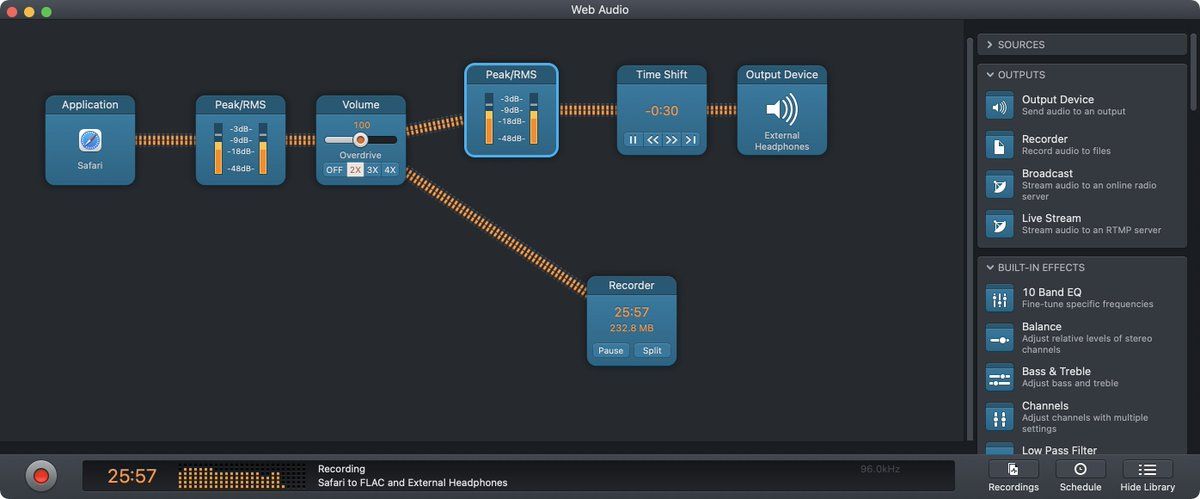 Web Audio
Application
Safari
Peak/RMS
-3dB-
-9dB-
-18dB-
-48dB-
Volume
100
Overdrive
OFF 2X 3X 4X
Peak/RMS
-3dB-
-9dB-
-18dB-
-48dB-
Time Shift
-0:30
Output Device
External
Headphones
Recorder
25:57
232.8 MB
Pause Split
SOURCES
OUTPUTS
Output Device
Send audio to an output
Recorder
Record audio to files
Broadcast
Stream audio to an online radio
server
Live Stream
Stream audio to an RTMP server
BUILT-IN EFFECTS
10 Band EQ
Fine-tune specific frequencies
Balance
Adjust relative levels of stereo
channels
Bass & Treble
Adjust bass and treble
Channels
Adjust channels with multiple
settings
Low Pass Filter
25:57
Recording
Safari to FLAC and External Headphones
96.0kHz
Recordings
Schedule
Hide Library